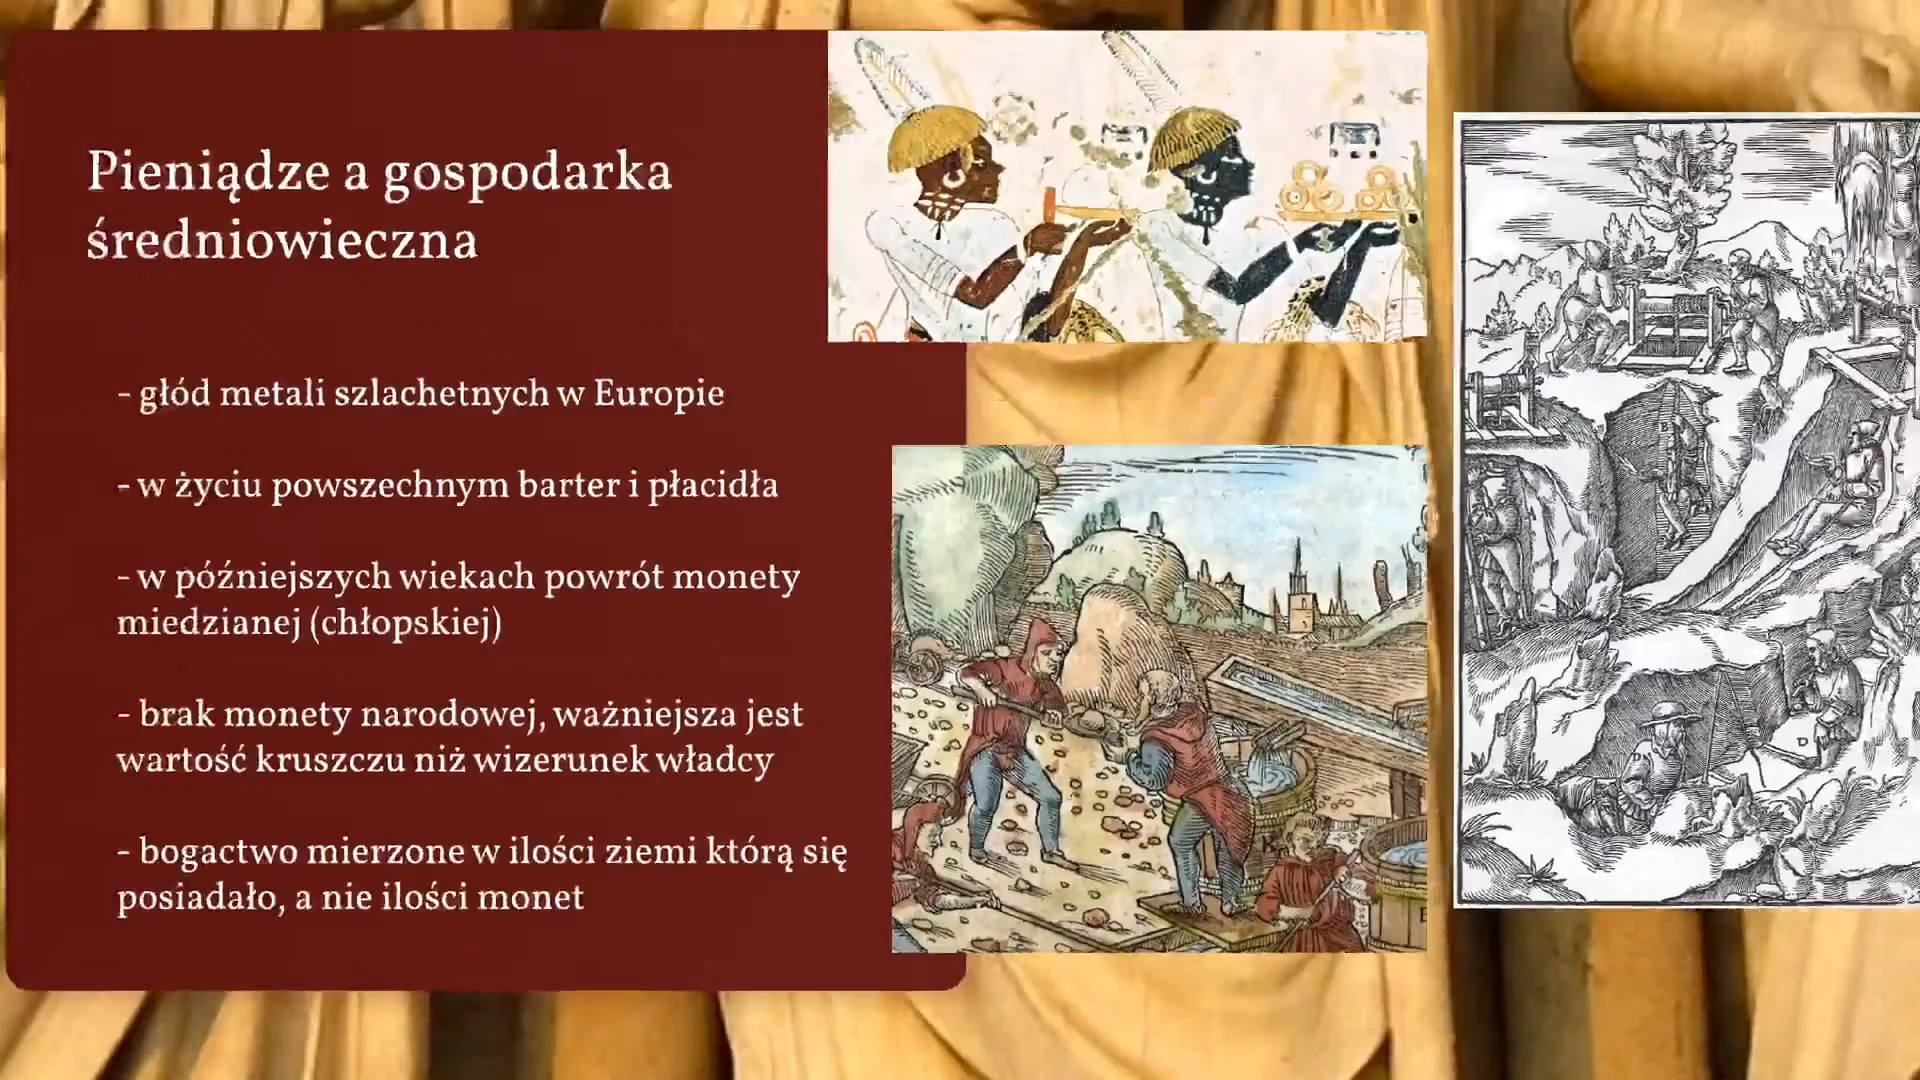 Pieniądze a gospodarka
średniowieczna
- głód metali szlachetnych w Europie
- w życiu powszechnym barter i płacidła
- w późniejszych wiekach powrót monety
miedzianej (chłopskiej)
- brak monety narodowej, ważniejsza jest
wartość kruszczu niż wizerunek władcy
- bogactwo mierzone w ilości ziemi którą się
posiadało, a nie ilości monet